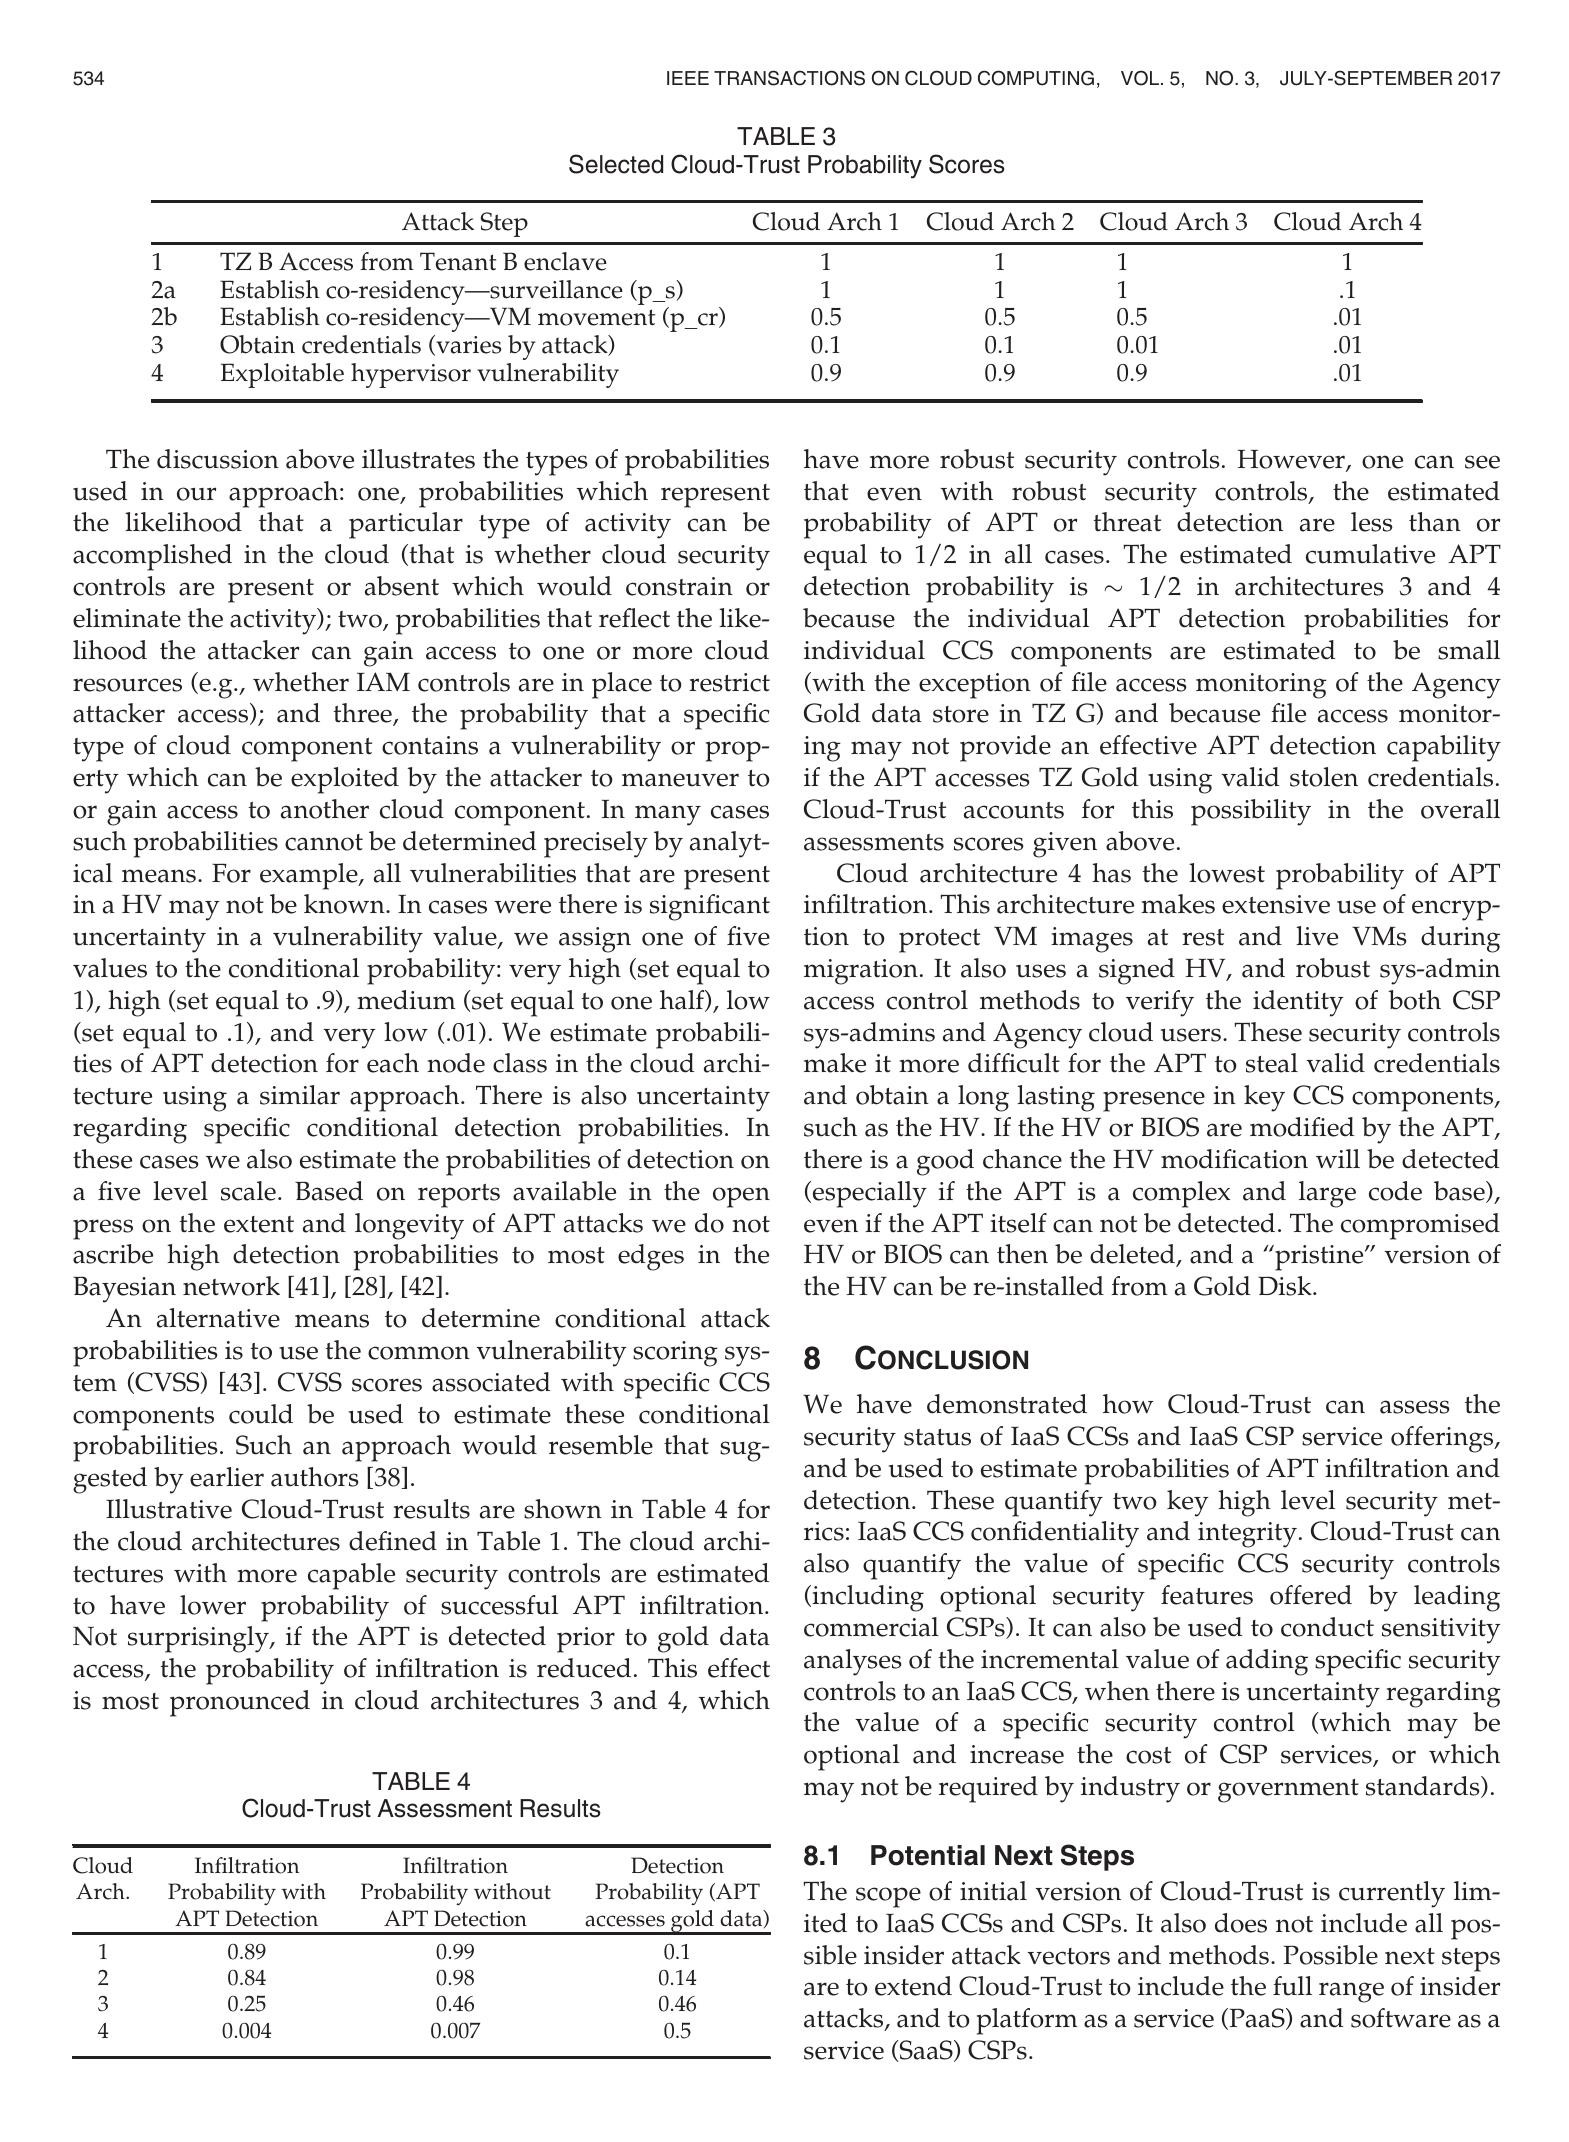 534
IEEE TRANSACTIONS ON CLOUD COMPUTING, VOL. 5, NO. 3, JULY-SEPTEMBER 2017
TABLE 3
Selected Cloud-Trust Probability Scores
Attack Step Cloud Arch 1 Cloud Arch 2 Cloud Arch 3 Cloud Arch 4
1 TZ B Access from Tenant B enclave 1 1 1 1
2a Establish co-residency—surveillance (p_s) 1 1 1 .1
2b Establish co-residency—VM movement (p_cr) 0.5 0.5 0.5 .01
3 Obtain credentials (varies by attack) 0.1 0.1 0.01 .01
4 Exploitable hypervisor vulnerability 0.9 0.9 0.9 .01
The discussion above illustrates the types of probabilities
used in our approach: one, probabilities which represent
the likelihood that a particular type of activity can be
accomplished in the cloud (that is whether cloud security
controls are present or absent which would constrain or
eliminate the activity); two, probabilities that reflect the like-
lihood the attacker can gain access to one or more cloud
resources (e.g., whether IAM controls are in place to restrict
attacker access); and three, the probability that a specific
type of cloud component contains a vulnerability or prop-
erty which can be exploited by the attacker to maneuver to
or gain access to another cloud component. In many cases
such probabilities cannot be determined precisely by analyt-
ical means. For example, all vulnerabilities that are present
in a HV may not be known. In cases were there is significant
uncertainty in a vulnerability value, we assign one of five
values to the conditional probability: very high (set equal to
1), high (set equal to .9), medium (set equal to one half), low
(set equal to .1), and very low (.01). We estimate probabili-
ties of APT detection for each node class in the cloud archi-
tecture using a similar approach. There is also uncertainty
regarding specific conditional detection probabilities. In
these cases we also estimate the probabilities of detection on
a five level scale. Based on reports available in the open
press on the extent and longevity of APT attacks we do not
ascribe high detection probabilities to most edges in the
Bayesian network [41], [28], [42].
An alternative means to determine conditional attack
probabilities is to use the common vulnerability scoring sys-
tem (CVSS) [43]. CVSS scores associated with specific CCS
components could be used to estimate these conditional
probabilities. Such an approach would resemble that sug-
gested by earlier authors [38].
Illustrative Cloud-Trust results are shown in Table 4 for
the cloud architectures defined in Table 1. The cloud archi-
tectures with more capable security controls are estimated
to have lower probability of successful APT infiltration.
Not surprisingly, if the APT is detected prior to gold data
access, the probability of infiltration is reduced. This effect
is most pronounced in cloud architectures 3 and 4, which
TABLE 4
Cloud-Trust Assessment Results
Cloud Infiltration Infiltration Detection
Arch. Probability with Probability without Probability (APT
APT Detection APT Detection accesses gold data)
1 0.89 0.99 0.1
2 0.84 0.98 0.14
3 0.25 0.46 0.46
4 0.004 0.007 0.5
have more robust security controls. However, one can see
that even with robust security controls, the estimated
probability of APT or threat detection are less than or
equal to 1/2 in all cases. The estimated cumulative APT
detection probability is ∼ 1/2 in architectures 3 and 4
because the individual APT detection probabilities for
individual CCS components are estimated to be small
(with the exception of file access monitoring of the Agency
Gold data store in TZ G) and because file access monitor-
ing may not provide an effective APT detection capability
if the APT accesses TZ Gold using valid stolen credentials.
Cloud-Trust accounts for this possibility in the overall
assessments scores given above.
Cloud architecture 4 has the lowest probability of APT
infiltration. This architecture makes extensive use of encryp-
tion to protect VM images at rest and live VMs during
migration. It also uses a signed HV, and robust sys-admin
access control methods to verify the identity of both CSP
sys-admins and Agency cloud users. These security controls
make it more difficult for the APT to steal valid credentials
and obtain a long lasting presence in key CCS components,
such as the HV. If the HV or BIOS are modified by the APT,
there is a good chance the HV modification will be detected
(especially if the APT is a complex and large code base),
even if the APT itself can not be detected. The compromised
HV or BIOS can then be deleted, and a “pristine” version of
the HV can be re-installed from a Gold Disk.
8 CONCLUSION
We have demonstrated how Cloud-Trust can assess the
security status of IaaS CCSs and IaaS CSP service offerings,
and be used to estimate probabilities of APT infiltration and
detection. These quantify two key high level security met-
rics: IaaS CCS confidentiality and integrity. Cloud-Trust can
also quantify the value of specific CCS security controls
(including optional security features offered by leading
commercial CSPs). It can also be used to conduct sensitivity
analyses of the incremental value of adding specific security
controls to an IaaS CCS, when there is uncertainty regarding
the value of a specific security control (which may be
optional and increase the cost of CSP services, or which
may not be required by industry or government standards).
8.1 Potential Next Steps
The scope of initial version of Cloud-Trust is currently lim-
ited to IaaS CCSs and CSPs. It also does not include all pos-
sible insider attack vectors and methods. Possible next steps
are to extend Cloud-Trust to include the full range of insider
attacks, and to platform as a service (PaaS) and software as a
service (SaaS) CSPs.